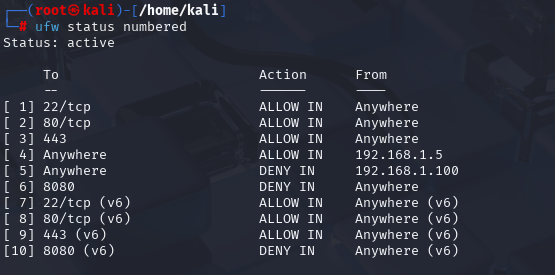 ┌──(root㉿kali)-[/home/kali]
└─# ufw status numbered
Status: active

     To                         Action      From
     --                         ------      ----
[ 1] 22/tcp                     ALLOW IN    Anywhere
[ 2] 80/tcp                     ALLOW IN    Anywhere
[ 3] 443                        ALLOW IN    Anywhere
[ 4] Anywhere                   ALLOW IN    192.168.1.5
[ 5] Anywhere                   DENY IN     192.168.1.100
[ 6] 8080                       DENY IN     Anywhere
[ 7] 22/tcp (v6)                ALLOW IN    Anywhere (v6)
[ 8] 80/tcp (v6)                ALLOW IN    Anywhere (v6)
[ 9] 443 (v6)                   ALLOW IN    Anywhere (v6)
[10] 8080 (v6)                  DENY IN     Anywhere (v6)